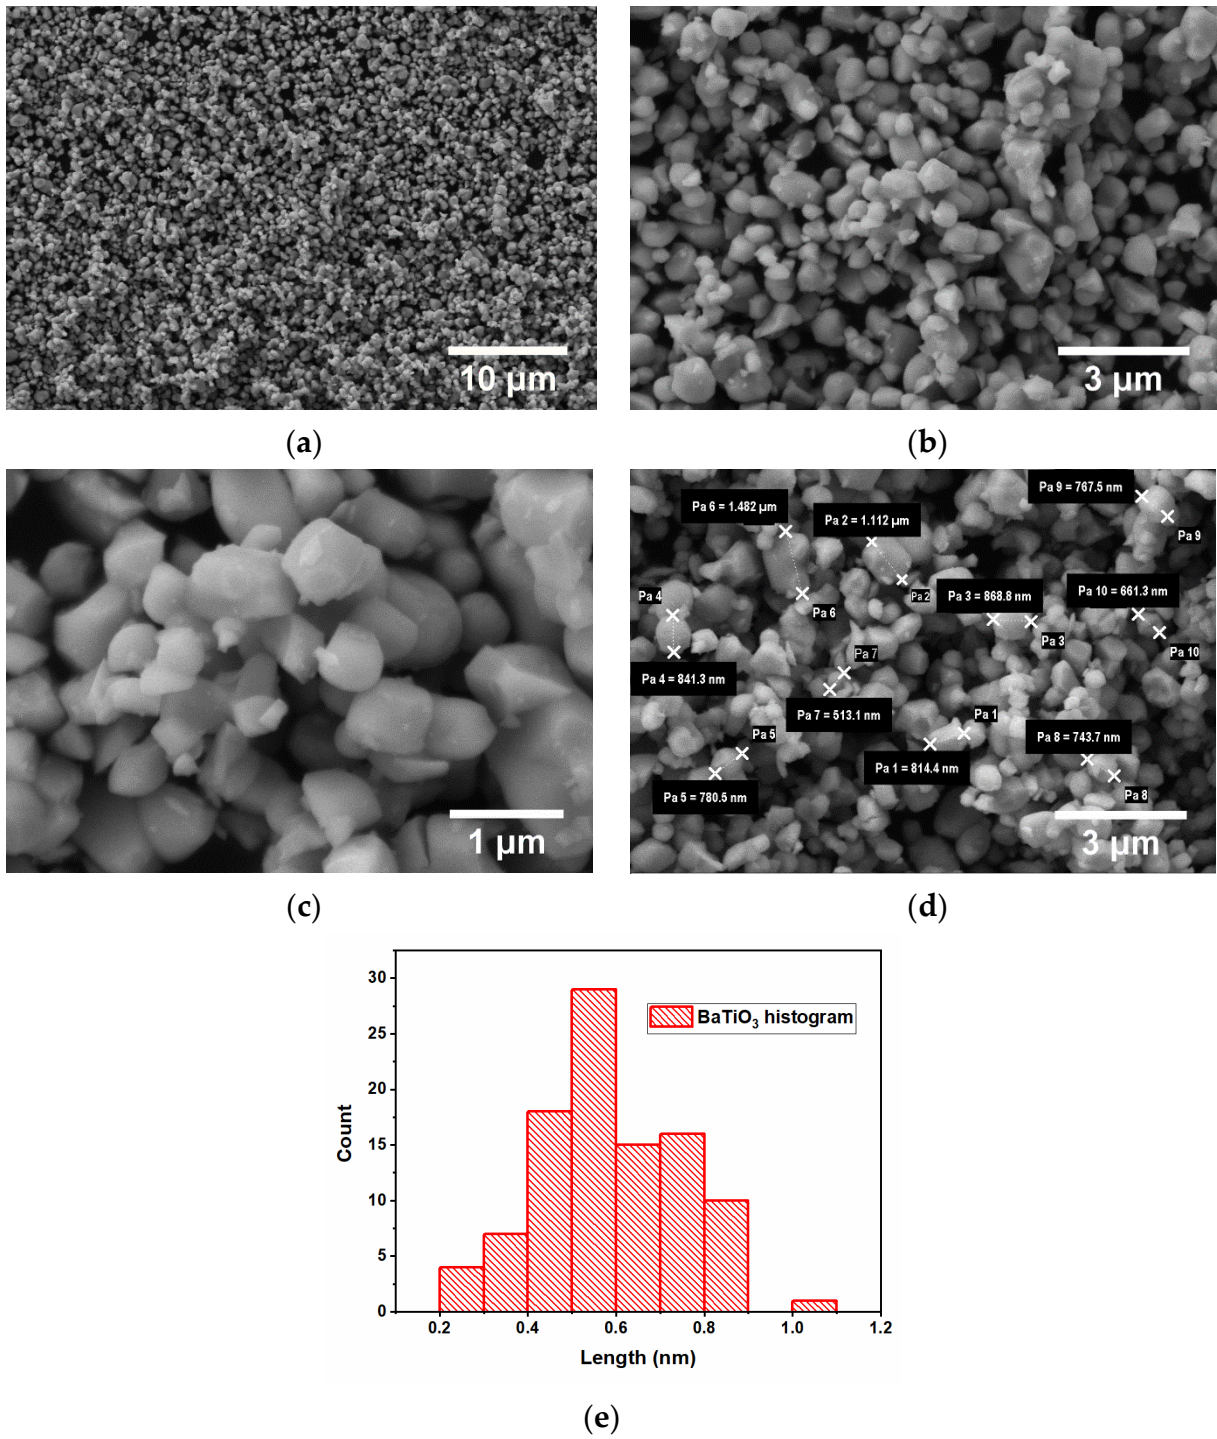 10 µm
(a)
3 µm
(b)
1 µm
(c)
Pa 9 = 767.5 nm
Pa 6 = 1.482 µm
Pa 2 = 1.112 µm
Pa 9
Pa 4
Pa 2
Pa 3 = 868.8 nm
Pa 10 = 661.3 nm
Pa 6
Pa 3
Pa 7
Pa 10
Pa 4 = 841.3 nm
Pa 7 = 513.1 nm
Pa 1
Pa 5
Pa 8 = 743.7 nm
Pa 1 = 814.4 nm
Pa 5 = 780.5 nm
Pa 8
3 µm
(d)
30
25
20
15
10
5
0
Count
BaTiO₃ histogram
0.2 0.4 0.6 0.8 1.0 1.2
Length (nm)
(e)